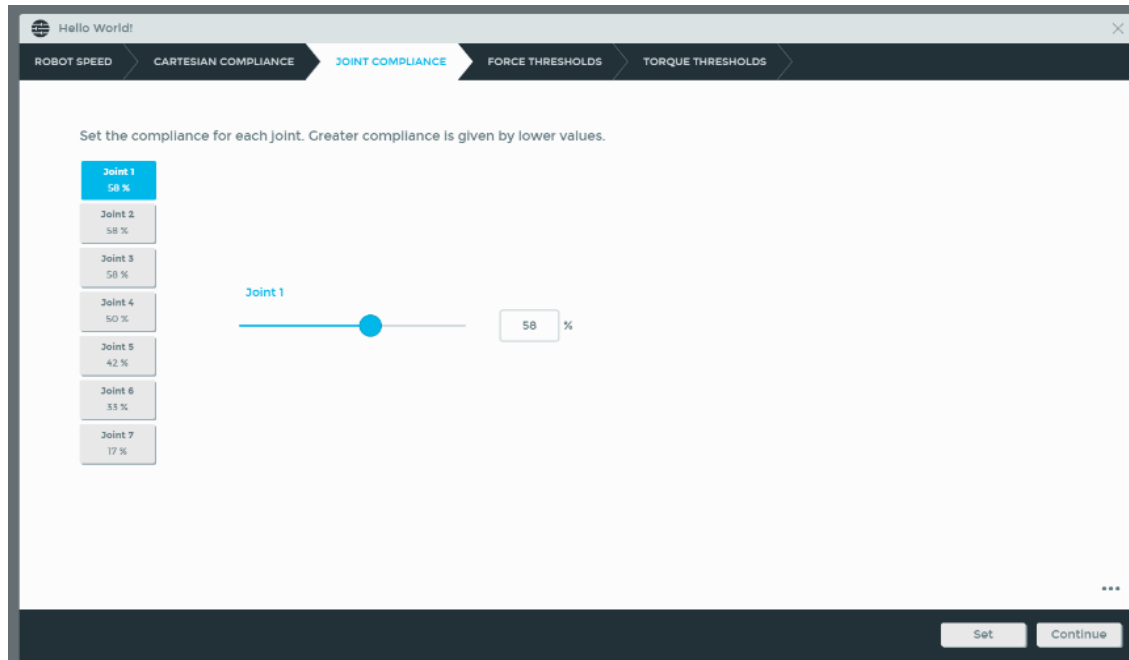 Hello World!
ROBOT SPEED
CARTESIAN COMPLIANCE
JOINT COMPLIANCE
FORCE THRESHOLDS
TORQUE THRESHOLDS
Set the compliance for each joint. Greater compliance is given by lower values.
Joint 1
58 %
Joint 2
58 %
Joint 3
58 %
Joint 4
50 %
Joint 5
42 %
Joint 6
33 %
Joint 7
17 %
Joint 1
58 %
Set
Continue